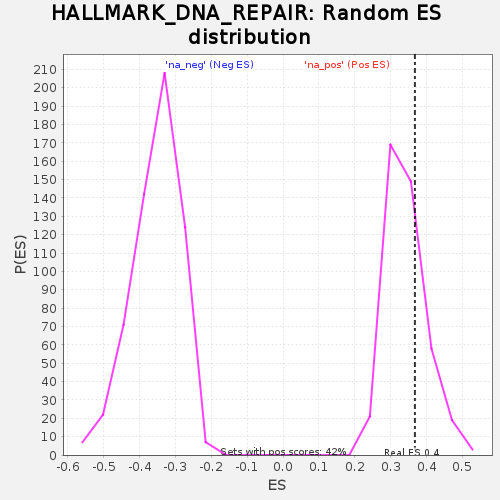 HALLMARK_DNA_REPAIR: Random ES
distribution
'na_neg' (Neg ES)
'na_pos' (Pos ES)
P(ES)
210
200
190
180
170
160
150
140
130
120
110
100
90
80
70
60
50
40
30
20
10
0
Sets with pos scores: 42%
Real ES 0.4
-0.6 -0.5 -0.4 -0.3 -0.2 -0.1 0.0 0.1 0.2 0.3 0.4 0.5
ES